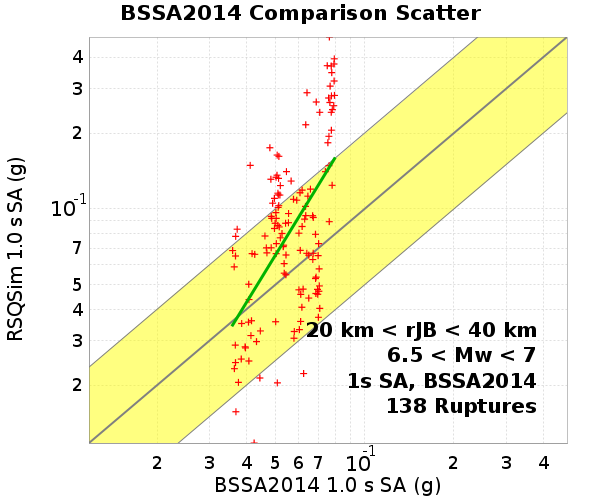 BSSA2014 Comparison Scatter
RSQSim 1.0 s SA (g)
4
3
2
10-1
7
5
4
3
2
20 km < rJB < 40 km
6.5 < Mw < 7
1s SA, BSSA2014
138 Ruptures
2 3 4 5 6 7 10-1 2 3 4
BSSA2014 1.0 s SA (g)